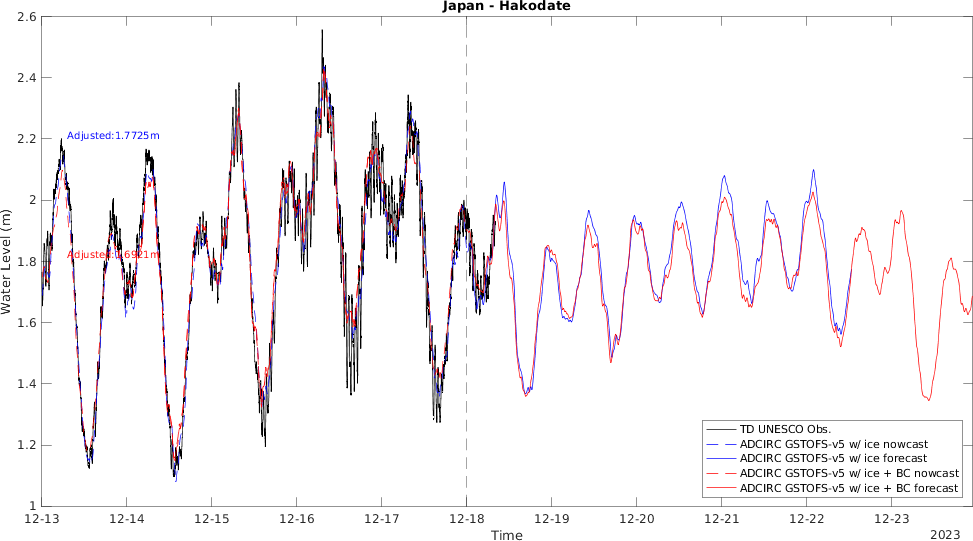 Japan - Hakodate
2.6
2.4
2.2
2
1.8
1.6
1.4
1.2
1
Water Level (m)
Adjusted:1.7725m
Adjusted:1.6921m
TD UNESCO Obs.
ADCIRC GSTOFS-v5 w/ ice nowcast
ADCIRC GSTOFS-v5 w/ ice forecast
ADCIRC GSTOFS-v5 w/ ice + BC nowcast
ADCIRC GSTOFS-v5 w/ ice + BC forecast
12-13 12-14 12-15 12-16 12-17 12-18 12-19 12-20 12-21 12-22 12-23
Time
2023